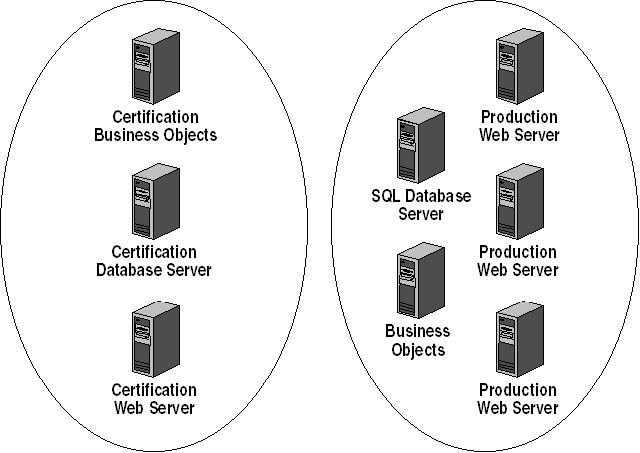 Certification
Business Objects
Certification
Database Server
Certification
Web Server
SQL Database
Server
Business
Objects
Production
Web Server
Production
Web Server
Production
Web Server